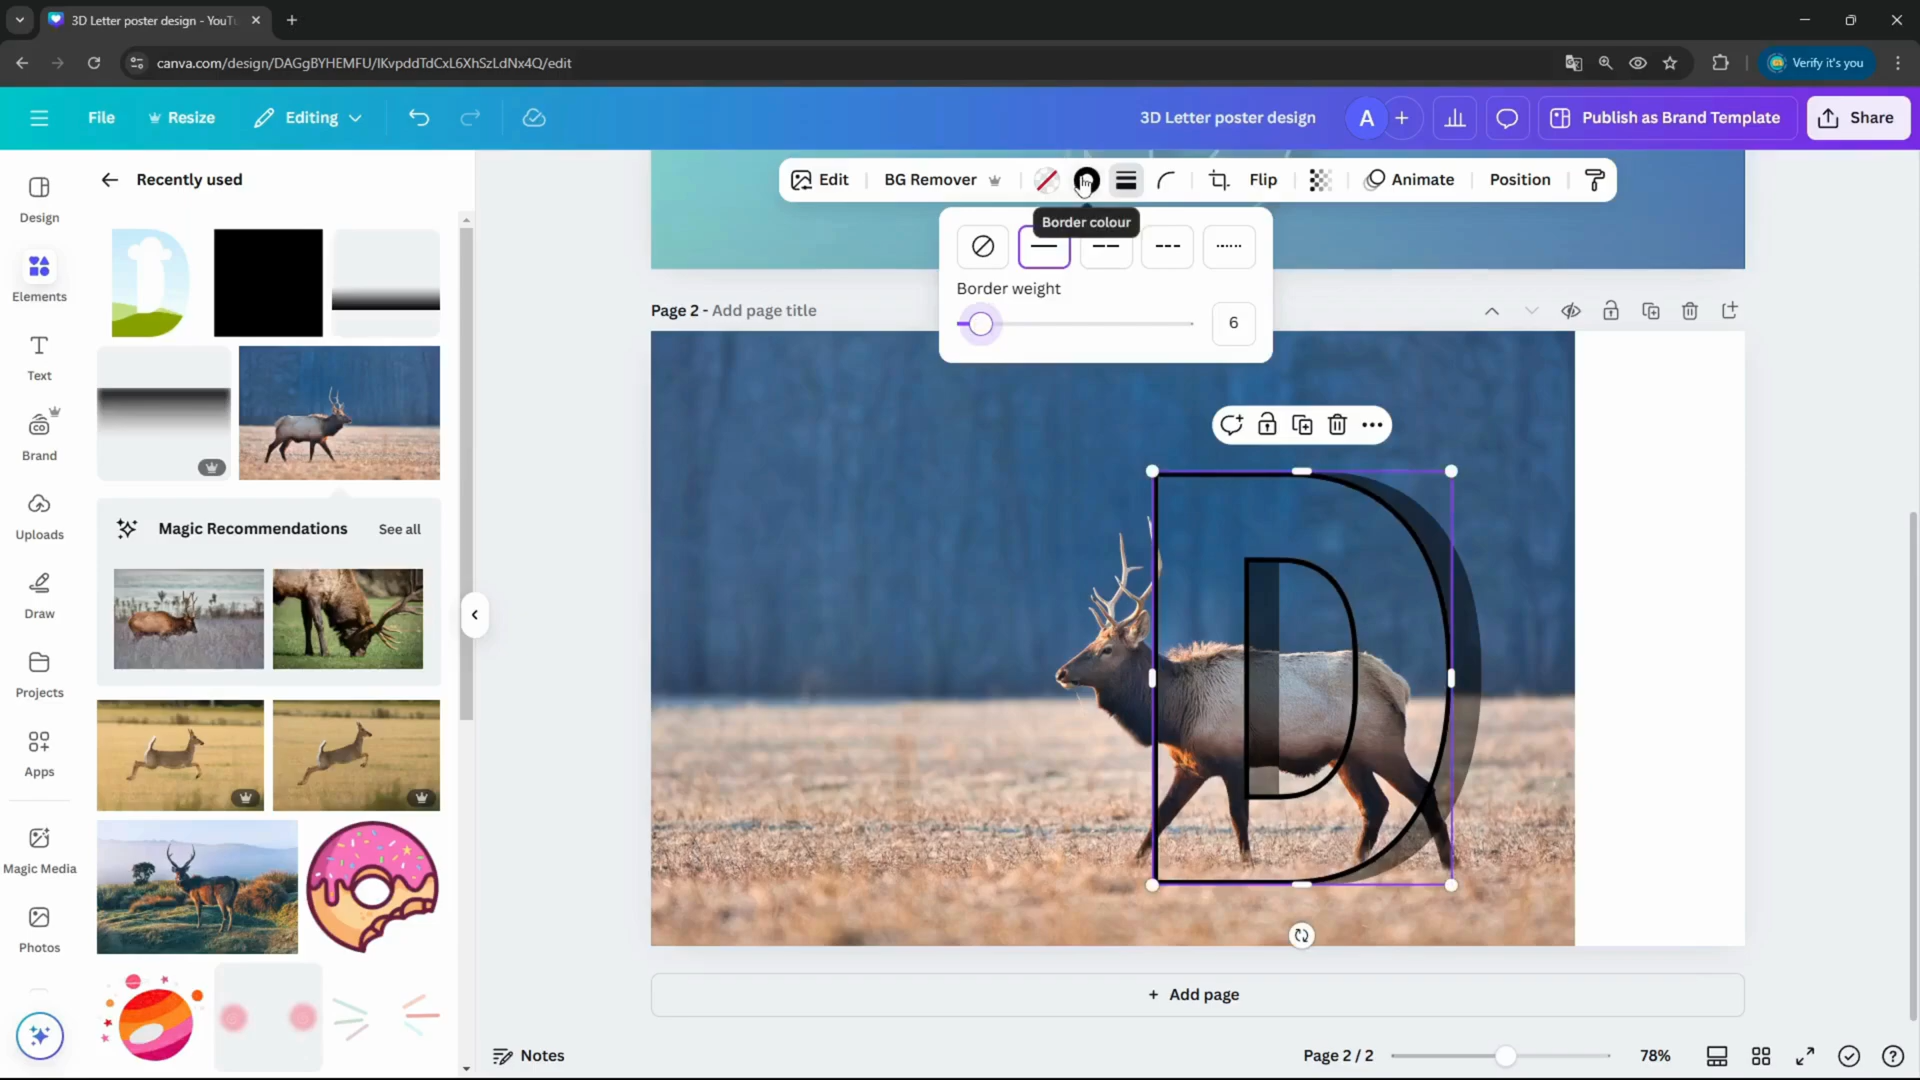 3D Letter poster design - YouTu
canva.com/design/DAGgBYHEMFU/IKvpddTdCxL6XhSzLdNx4Q/edit
Verify it's you
File
Resize
Editing
3D Letter poster design
A
Publish as Brand Template
Share
Recently used
Edit
BG Remover
Flip
Animate
Position
Border colour
Border weight
6
Page 2 - Add page title
Design
Elements
Text
Brand
Uploads
Draw
Projects
Apps
Magic Media
Photos
Magic Recommendations
See all
D
+ Add page
Notes
Page 2 / 2
78%